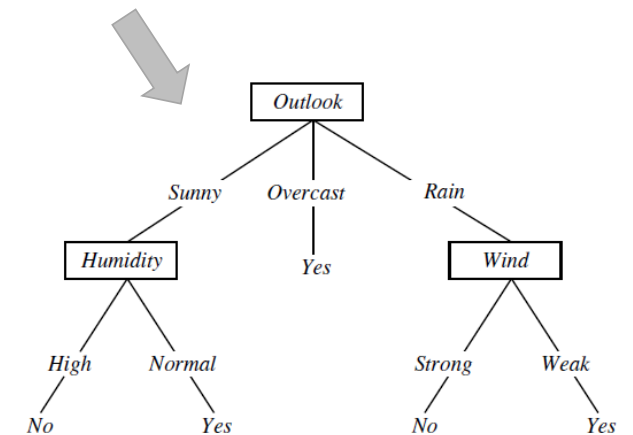 Outlook
Sunny Overcast Rain
Humidity Yes Wind
High Normal Strong Weak
No Yes No Yes